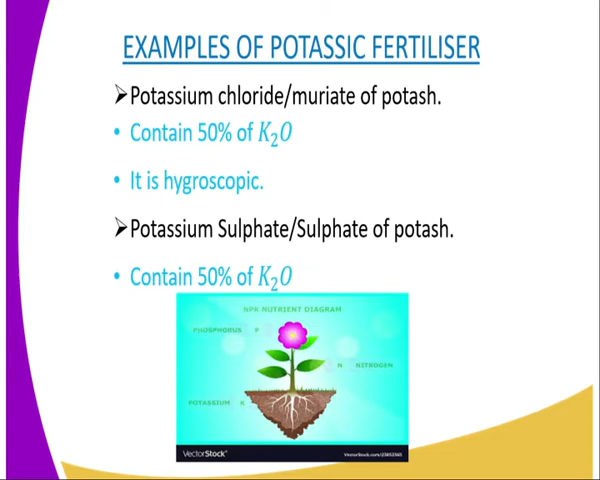 EXAMPLES OF POTASSIC FERTILISER
➢Potassium chloride/muriate of potash.
• Contain 50% of K₂O
• It is hygroscopic.
➢Potassium Sulphate/Sulphate of potash.
• Contain 50% of K₂O
NPK NUTRIENT DIAGRAM
PHOSPHORUS P
N NITROGEN
POTASSIUM K
VectorStock®